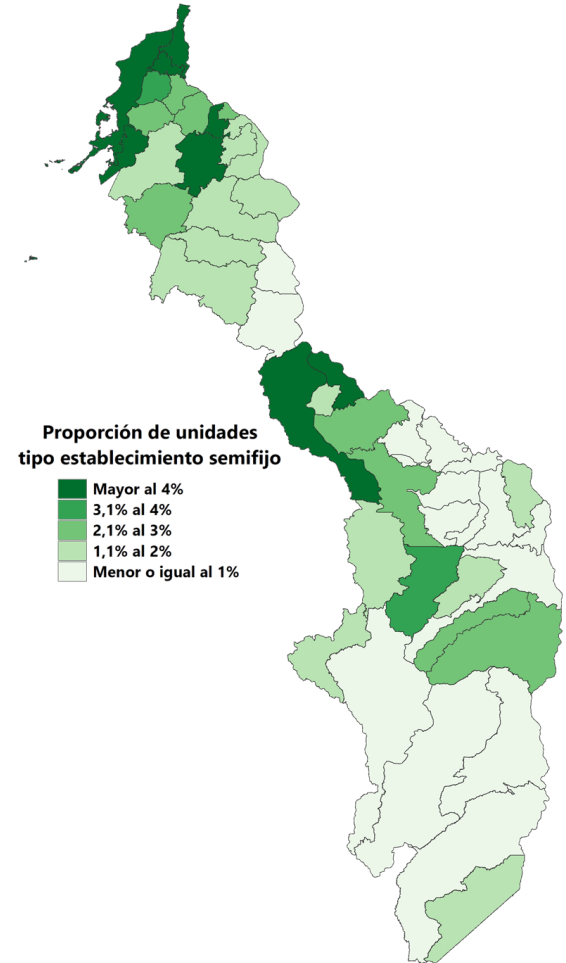 Proporción de unidades
tipo establecimiento semifijo
Mayor al 4%
3,1% al 4%
2,1% al 3%
1,1% al 2%
Menor o igual al 1%